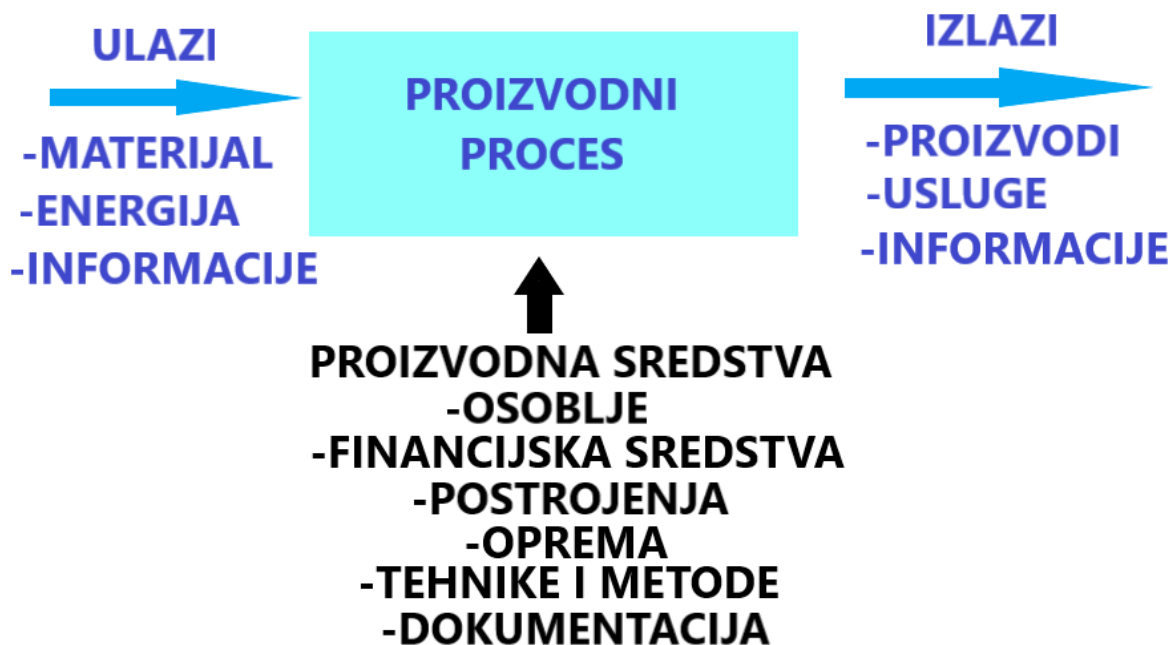 ULAZI
-MATERIJAL
-ENERGIJA
-INFORMACIJE
PROIZVODNI
PROCES
IZLAZI
-PROIZVODI
-USLUGE
-INFORMACIJE
PROIZVODNA SREDSTVA
-OSOBLJE
-FINANCIJSKA SREDSTVA
-POSTROJENJA
-OPREMA
-TEHNIKE I METODE
-DOKUMENTACIJA